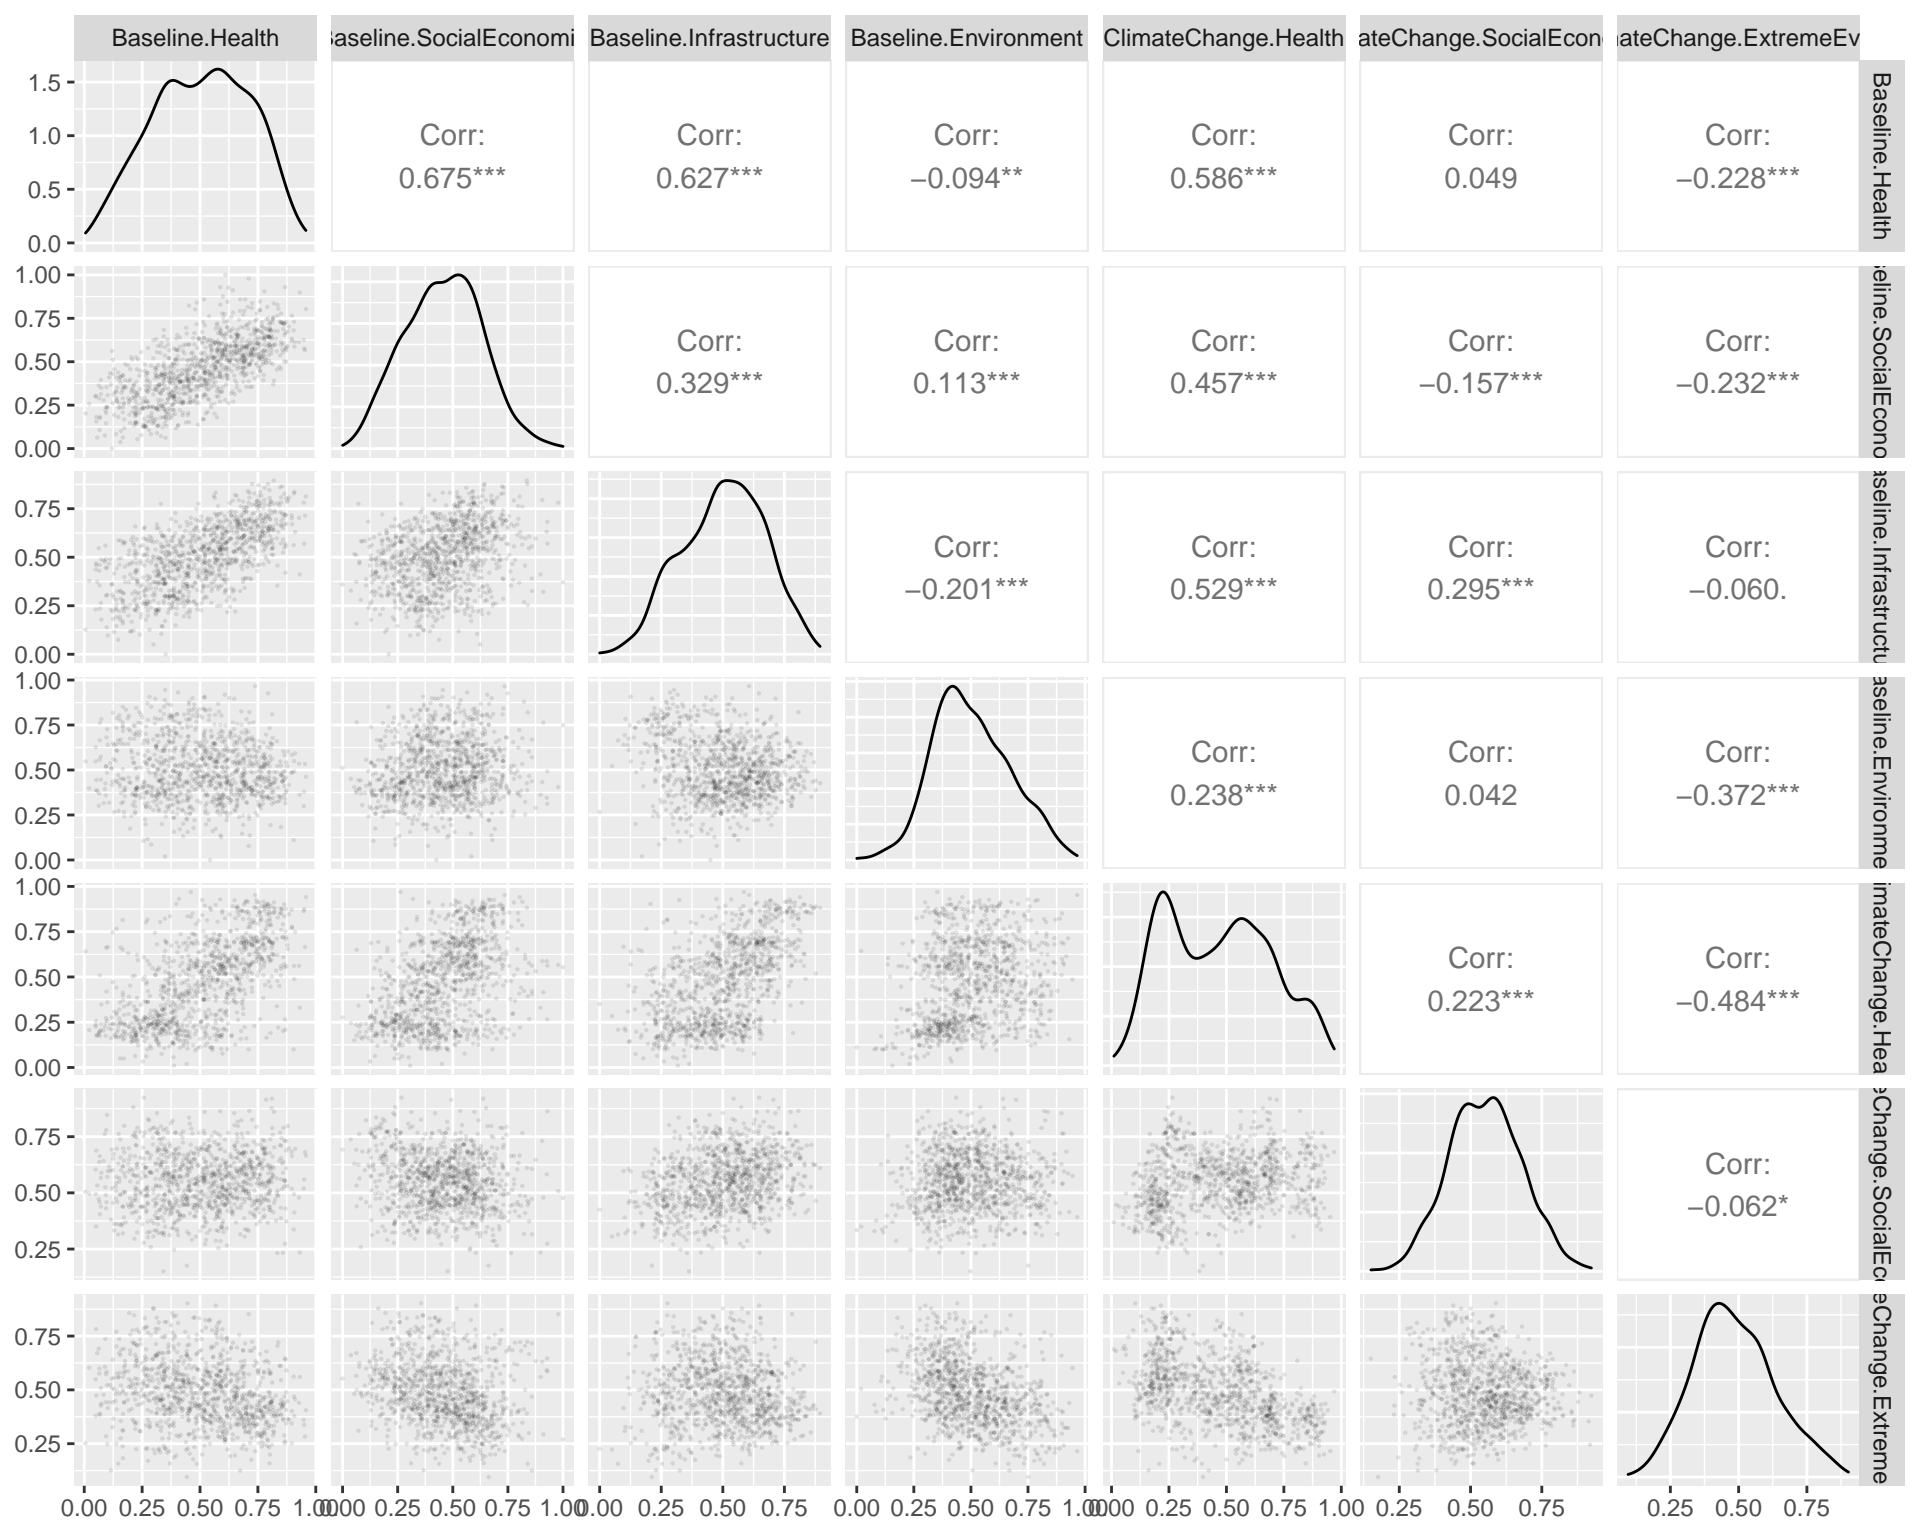 Baseline.Health
Baseline.SocialEconomi
Baseline.Infrastructure
Baseline.Environment
ClimateChange.Health
ateChange.SocialEcon
ateChange.ExtremeEv
1.5
1.0
0.5
0.0
Corr:
0.675***
Corr:
0.627***
Corr:
−0.094**
Corr:
0.586***
Corr:
0.049
Corr:
−0.228***
Baseline.Health
1.00
0.75
0.50
0.25
0.00
Corr:
0.329***
Corr:
0.113***
Corr:
0.457***
Corr:
−0.157***
Corr:
−0.232***
eline.SocialEcono
0.75
0.50
0.25
0.00
Corr:
−0.201***
Corr:
0.529***
Corr:
0.295***
Corr:
−0.060.
aseline.Infrastructu
1.00
0.75
0.50
0.25
0.00
Corr:
0.238***
Corr:
0.042
Corr:
−0.372***
aseline.Environme
1.00
0.75
0.50
0.25
0.00
Corr:
0.223***
Corr:
−0.484***
imateChange.Hea
0.75
0.50
0.25
Corr:
−0.062*
eChange.SocialEco
0.75
0.50
0.25
eChange.Extreme
0.00 0.25 0.50 0.75 1.00
0.00 0.25 0.50 0.75 1.00
0.00 0.25 0.50 0.75
0.00 0.25 0.50 0.75 1.00
0.00 0.25 0.50 0.75 1.00
0.25 0.50 0.75
0.25 0.50 0.75